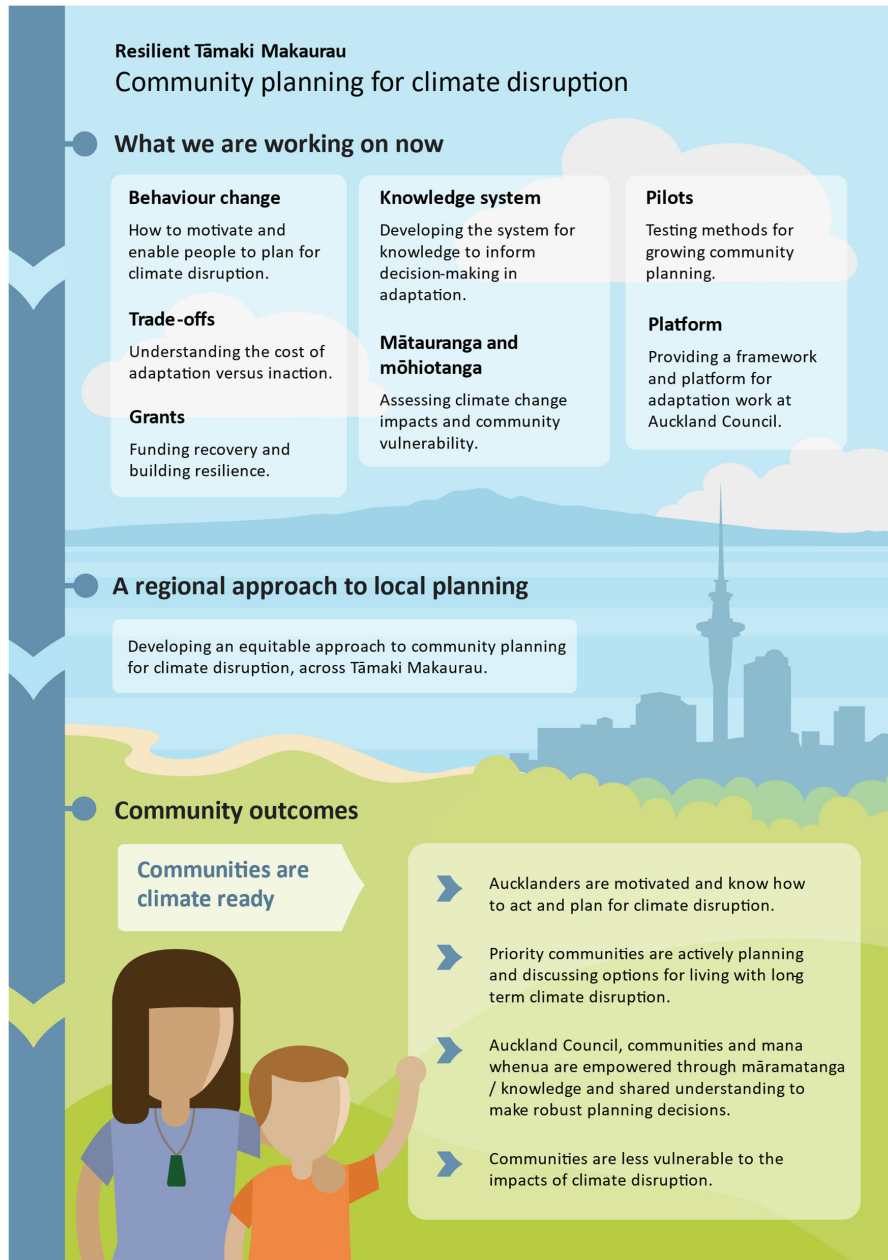 Resilient Tāmaki Makaurau
Community planning for climate disruption
What we are working on now
Behaviour change
How to motivate and
enable people to plan for
climate disruption.
Trade-offs
Understanding the cost of
adaptation versus inaction.
Grants
Funding recovery and
building resilience.
Knowledge system
Developing the system for
knowledge to inform
decision-making in
adaptation.
Mātauranga and
mōhiotanga
Assessing climate change
impacts and community
vulnerability.
Pilots
Testing methods for
growing community
planning.
Platform
Providing a framework
and platform for
adaptation work at
Auckland Council.
A regional approach to local planning
Developing an equitable approach to community planning
for climate disruption, across Tāmaki Makaurau.
Community outcomes
Communities are
climate ready
Aucklanders are motivated and know how
to act and plan for climate disruption.
Priority communities are actively planning
and discussing options for living with long-
term climate disruption.
Auckland Council, communities and mana
whenua are empowered through māramatanga
/ knowledge and shared understanding to
make robust planning decisions.
Communities are less vulnerable to the
impacts of climate disruption.